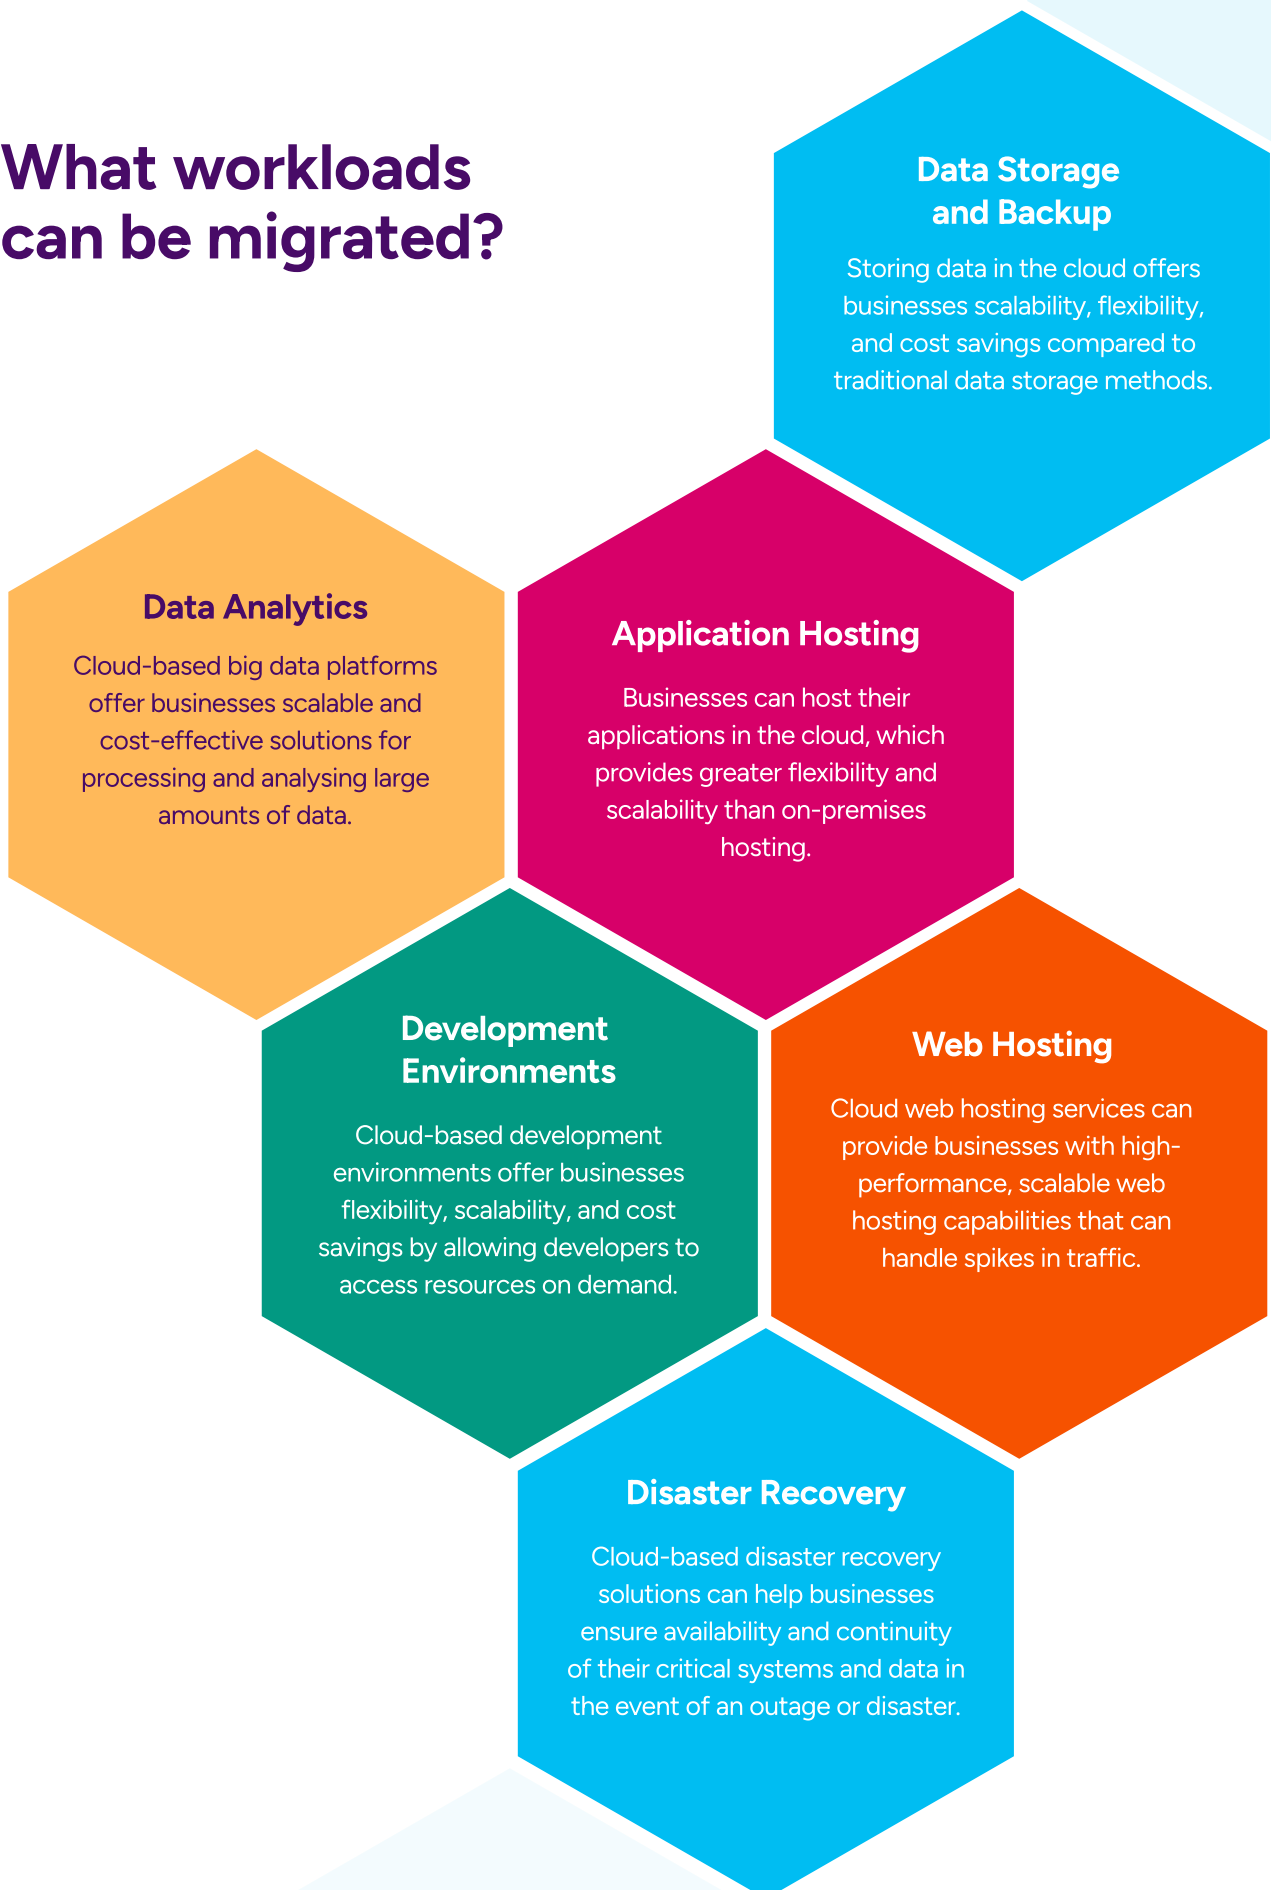 What workloads
can be migrated?
Data Storage
and Backup
Storing data in the cloud offers
businesses scalability, flexibility,
and cost savings compared to
traditional data storage methods.
Data Analytics
Cloud-based big data platforms
offer businesses scalable and
cost-effective solutions for
processing and analysing large
amounts of data.
Application Hosting
Businesses can host their
applications in the cloud, which
provides greater flexibility and
scalability than on-premises
hosting.
Development
Environments
Cloud-based development
environments offer businesses
flexibility, scalability, and cost
savings by allowing developers to
access resources on demand.
Web Hosting
Cloud web hosting services can
provide businesses with high-
performance, scalable web
hosting capabilities that can
handle spikes in traffic.
Disaster Recovery
Cloud-based disaster recovery
solutions can help businesses
ensure availability and continuity
of their critical systems and data in
the event of an outage or disaster.